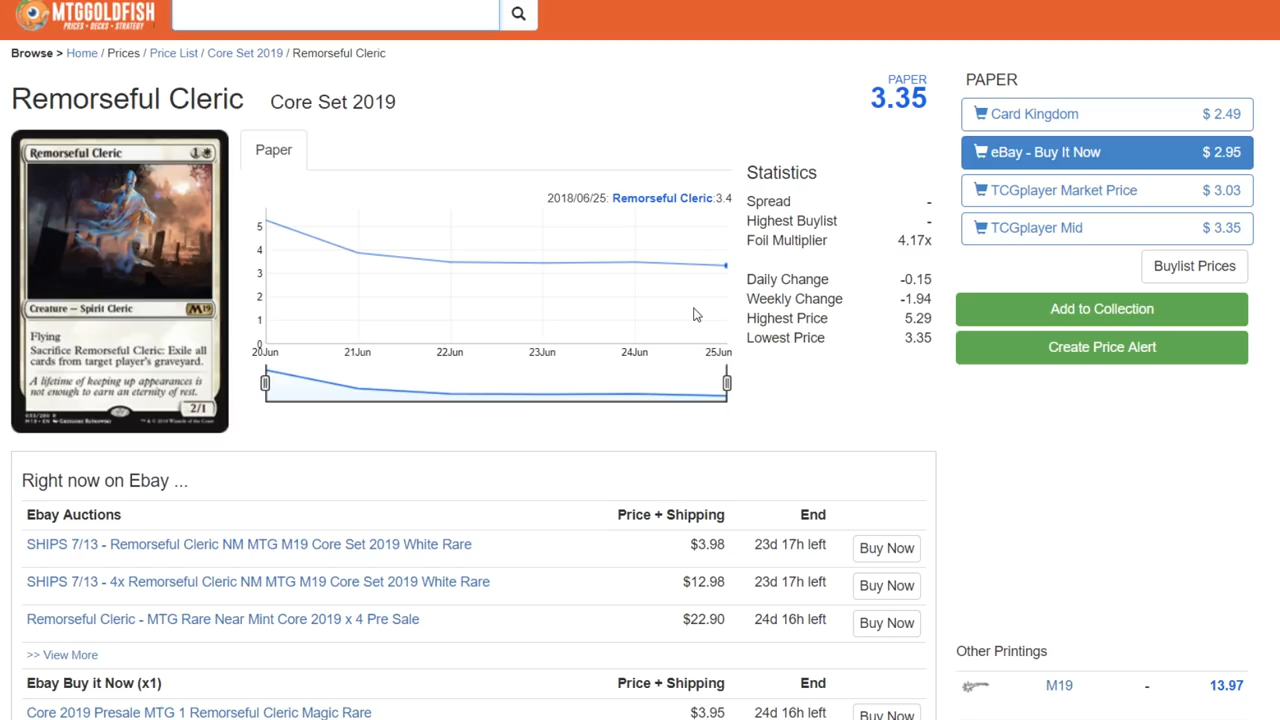 MTGGOLDFISH
PRICES • DECKS • STRATEGY
Browse > Home / Prices / Price List / Core Set 2019 / Remorseful Cleric
Remorseful Cleric Core Set 2019
PAPER
3.35
Remorseful Cleric 1
Creature — Spirit Cleric M19
Flying
Sacrifice Remorseful Cleric: Exile all
cards from target player's graveyard.
A lifetime of keeping up appearances is
not enough to earn an eternity of rest.
2/1
Paper
2018/06/25: Remorseful Cleric:3.4
5
4
3
2
1
0
20Jun 21Jun 22Jun 23Jun 24Jun 25Jun
Statistics
Spread -
Highest Buylist -
Foil Multiplier 4.17x
Daily Change -0.15
Weekly Change -1.94
Highest Price 5.29
Lowest Price 3.35
PAPER
Card Kingdom $ 2.49
eBay - Buy It Now $ 2.95
TCGplayer Market Price $ 3.03
TCGplayer Mid $ 3.35
Buylist Prices
Add to Collection
Create Price Alert
Right now on Ebay ...
Ebay Auctions Price + Shipping End
SHIPS 7/13 - Remorseful Cleric NM MTG M19 Core Set 2019 White Rare $3.98 23d 17h left Buy Now
SHIPS 7/13 - 4x Remorseful Cleric NM MTG M19 Core Set 2019 White Rare $12.98 23d 17h left Buy Now
Remorseful Cleric - MTG Rare Near Mint Core 2019 x 4 Pre Sale $22.90 24d 16h left Buy Now
>> View More
Ebay Buy it Now (x1) Price + Shipping End
Core 2019 Presale MTG 1 Remorseful Cleric Magic Rare $3.95 24d 16h left Buy Now
Other Printings
M19 - 13.97